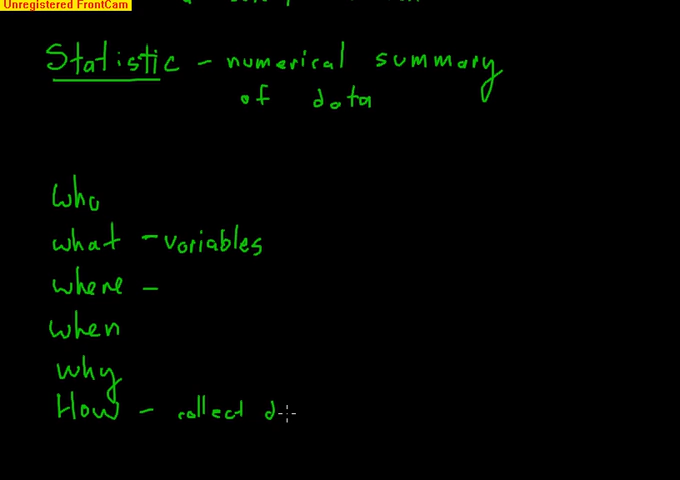 Unregistered FrontCam
Statistic - numerical summary
of data
who
what - variables
where -
when
why
How - collect d